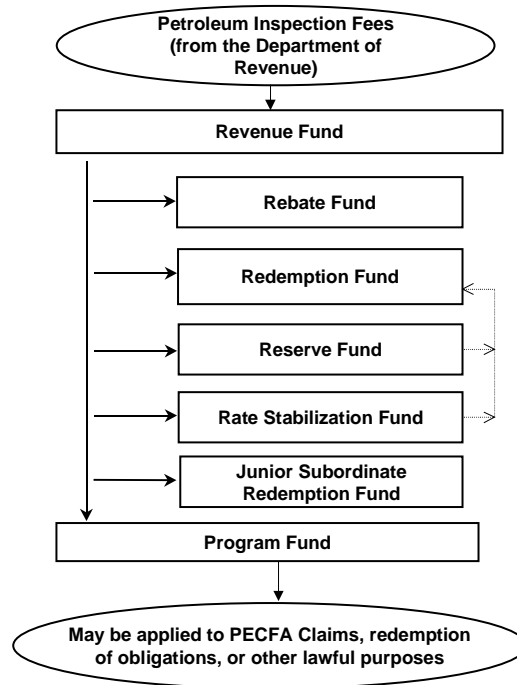 Petroleum Inspection Fees
(from the Department of
Revenue)
Revenue Fund
Rebate Fund
Redemption Fund
Reserve Fund
Rate Stabilization Fund
Junior Subordinate
Redemption Fund
Program Fund
May be applied to PECFA Claims, redemption
of obligations, or other lawful purposes